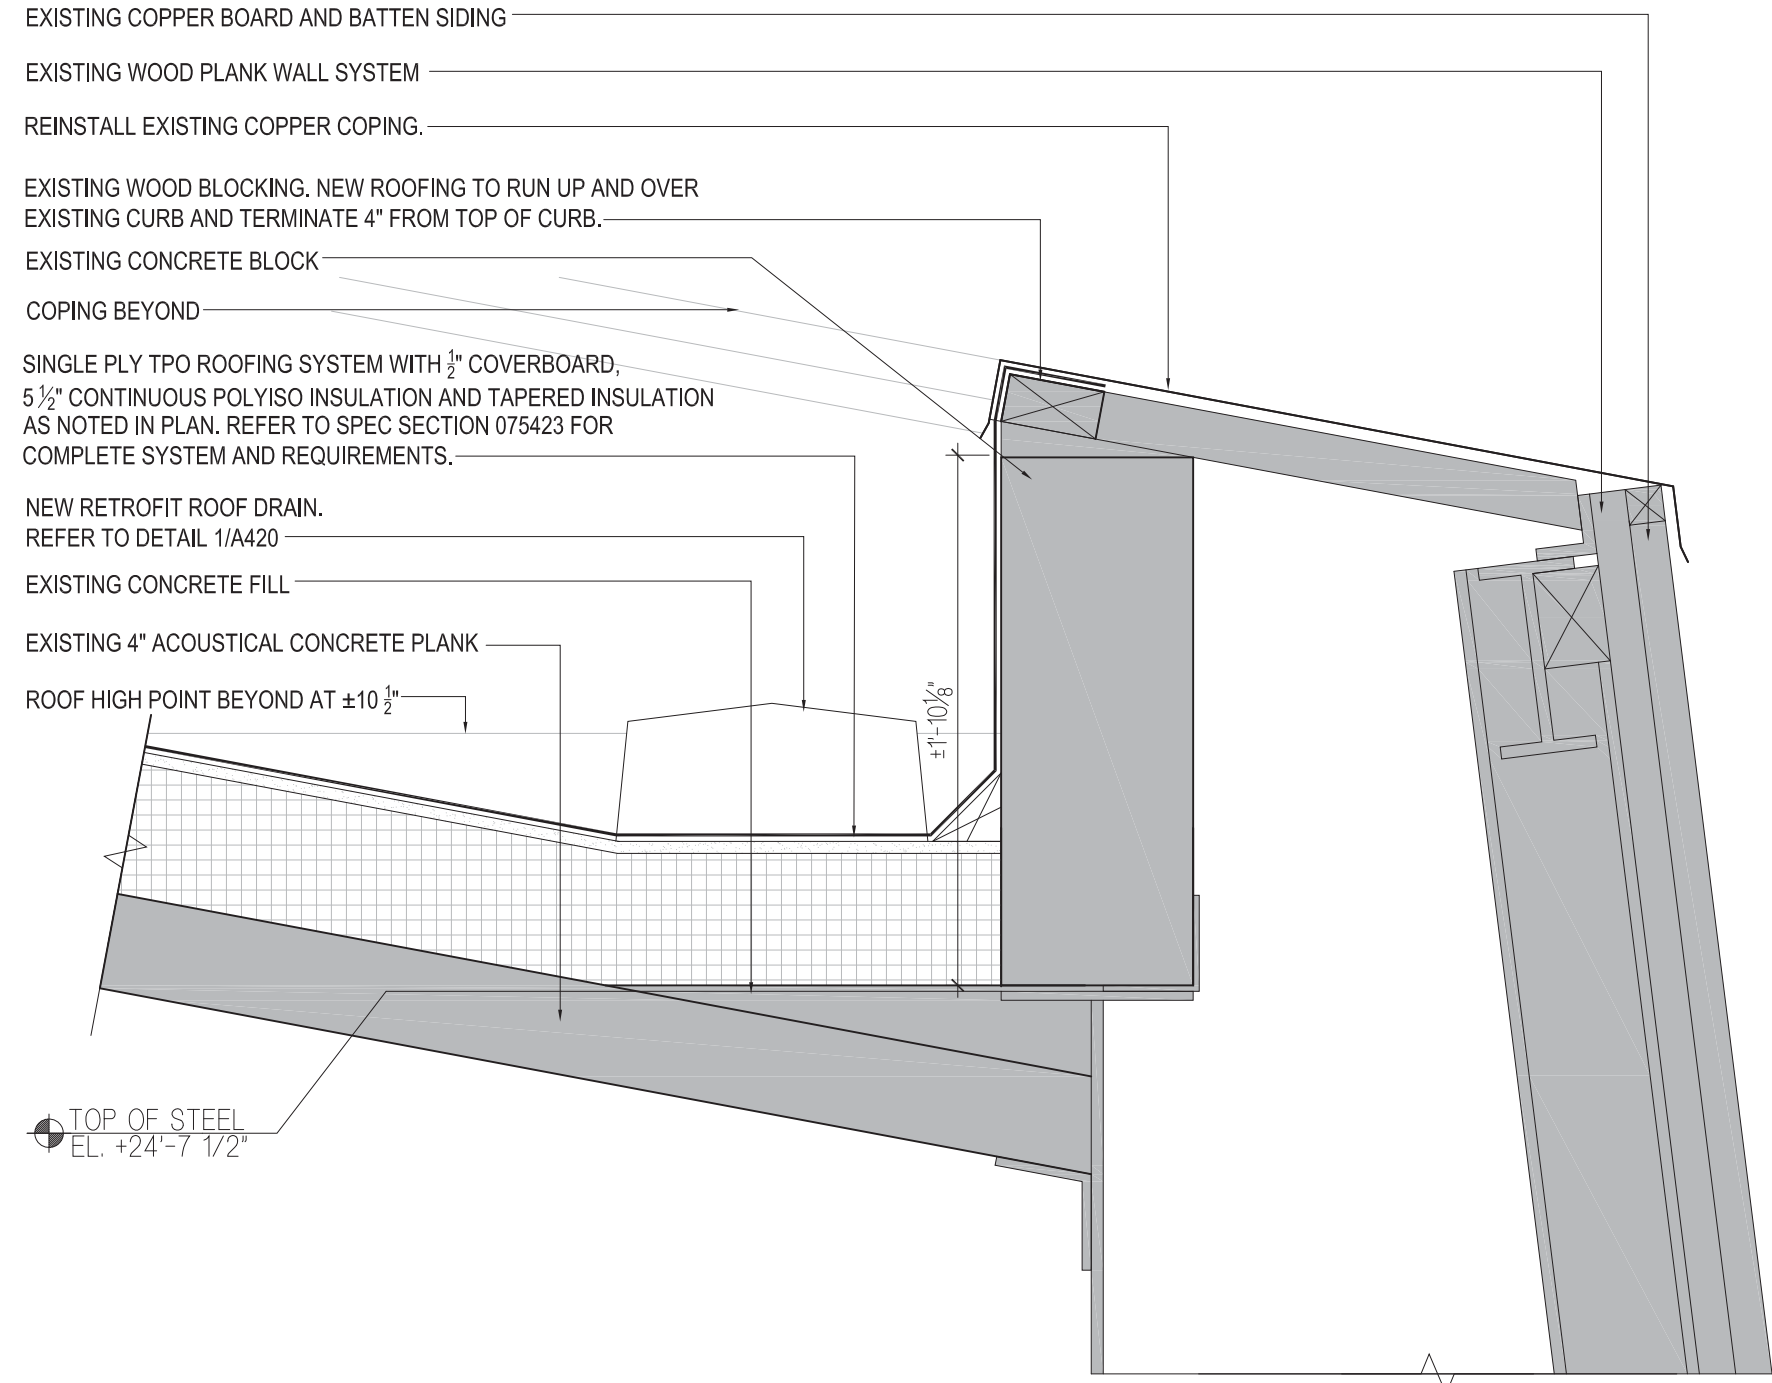 EXISTING COPPER BOARD AND BATTEN SIDING
EXISTING WOOD PLANK WALL SYSTEM
REINSTALL EXISTING COPPER COPING.
EXISTING WOOD BLOCKING. NEW ROOFING TO RUN UP AND OVER
EXISTING CURB AND TERMINATE 4" FROM TOP OF CURB.
EXISTING CONCRETE BLOCK
COPING BEYOND
SINGLE PLY TPO ROOFING SYSTEM WITH ½" COVERBOARD,
5 ½" CONTINUOUS POLYISO INSULATION AND TAPERED INSULATION
AS NOTED IN PLAN. REFER TO SPEC SECTION 075423 FOR
COMPLETE SYSTEM AND REQUIREMENTS.
NEW RETROFIT ROOF DRAIN.
REFER TO DETAIL 1/A420
EXISTING CONCRETE FILL
EXISTING 4" ACOUSTICAL CONCRETE PLANK
ROOF HIGH POINT BEYOND AT ±10 ½"
±1'-10⅛"
TOP OF STEEL
EL. +24'-7 1/2"